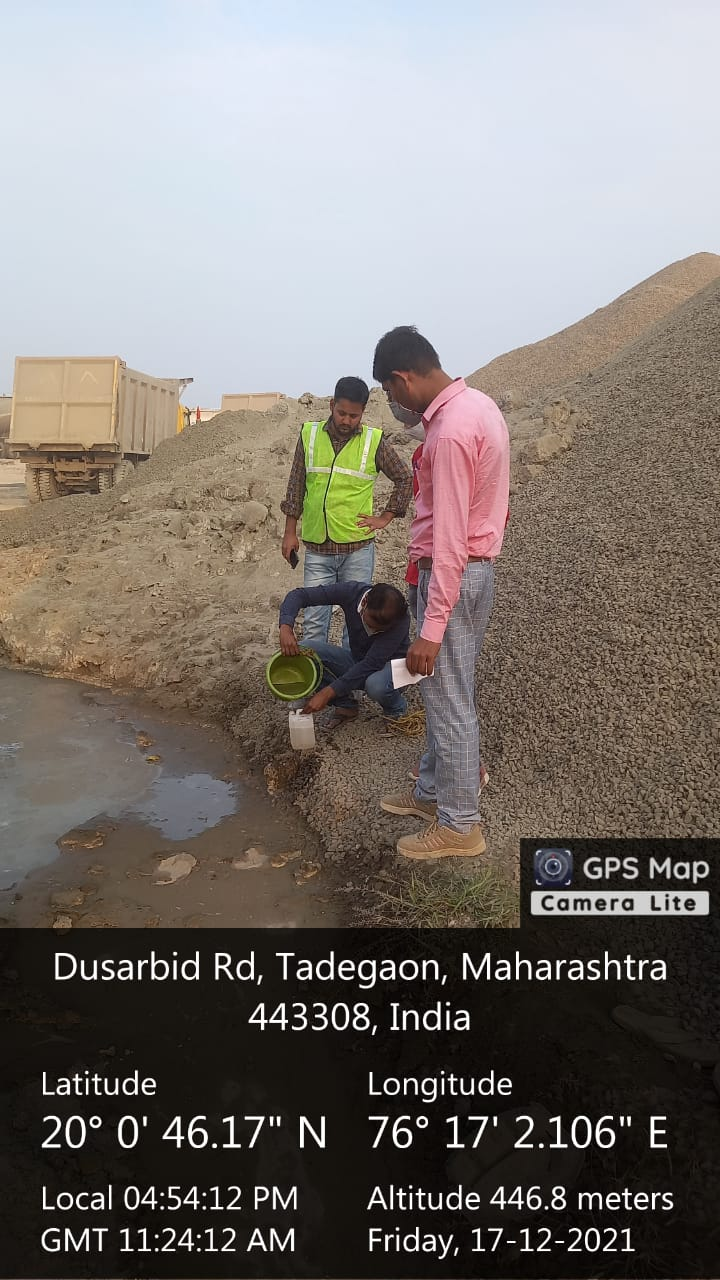 GPS Map
Camera Lite
Dusarbid Rd, Tadegaon, Maharashtra
443308, India
Latitude
Longitude
20° 0' 46.17" N
76° 17' 2.106" E
Local 04:54:12 PM
Altitude 446.8 meters
GMT 11:24:12 AM
Friday, 17-12-2021